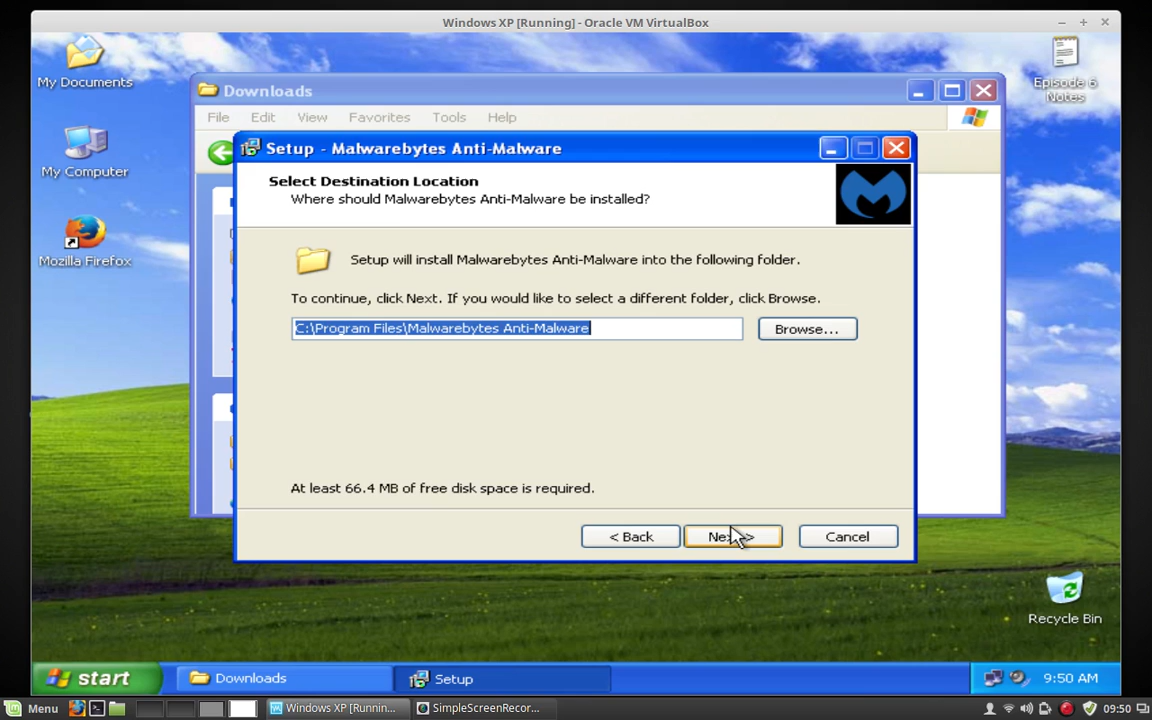 Windows XP [Running] - Oracle VM VirtualBox
My Documents
Episode 6
Notes
Downloads
File Edit View Favorites Tools Help
Setup - Malwarebytes Anti-Malware
My Computer
Select Destination Location
Where should Malwarebytes Anti-Malware be installed?
Mozilla Firefox
Setup will install Malwarebytes Anti-Malware into the following folder.
To continue, click Next. If you would like to select a different folder, click Browse.
C:\Program Files\Malwarebytes Anti-Malware
Browse...
At least 66.4 MB of free disk space is required.
< Back
Cancel
Recycle Bin
start
Downloads
Setup
9:50 AM
Menu
Windows XP [Runnin...
SimpleScreenRecor...
09:50